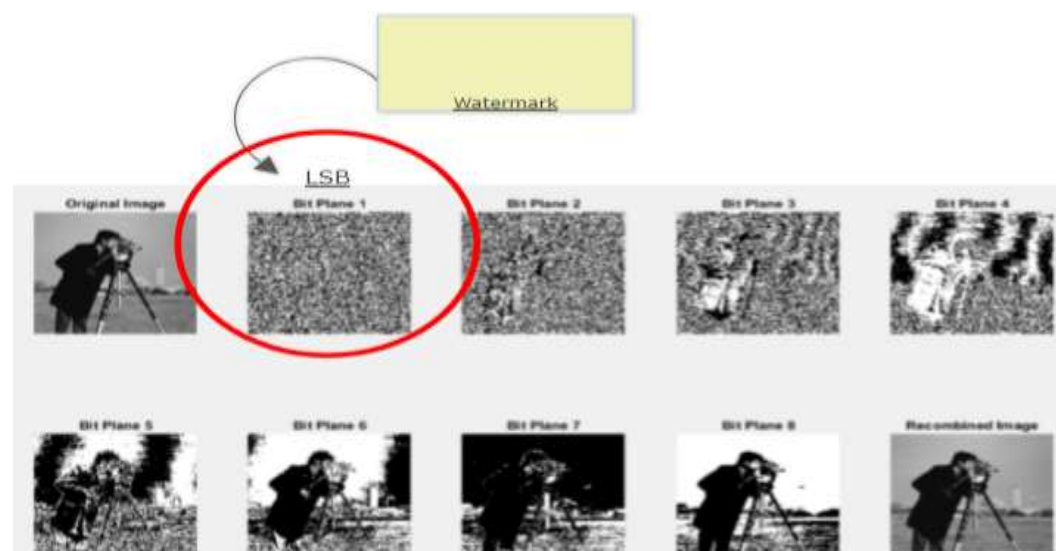 Watermark
LSB
Original Image
Bit Plane 1
Bit Plane 2
Bit Plane 3
Bit Plane 4
Bit Plane 5
Bit Plane 6
Bit Plane 7
Bit Plane 8
Recombined Image